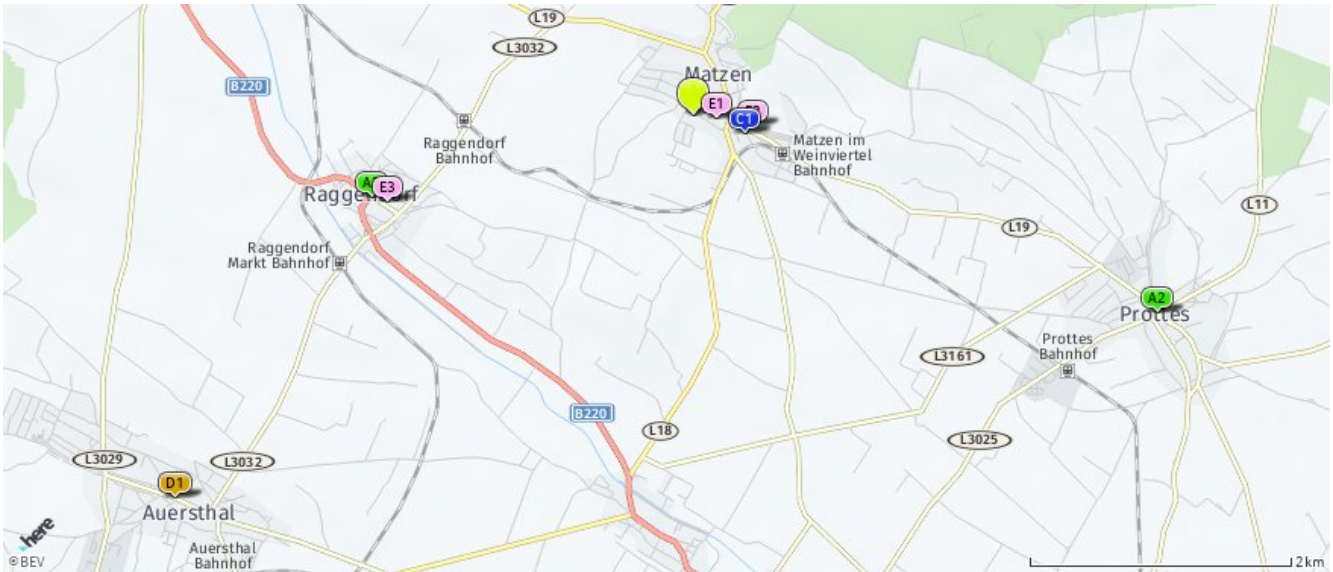 L19
L3032
Matzen
B220
E1
C1
Raggendorf
Bahnhof
Matzen im
Weinviertel
Bahnhof
E3
Raggendorf
L11
L19
Raggendorf
Markt Bahnhof
A2
Prottes
Prottes
Bahnhof
L3161
B220
L18
L3025
L3029
L3032
D1
Auersthal
Auersthal
Bahnhof
here
©BEV
2km